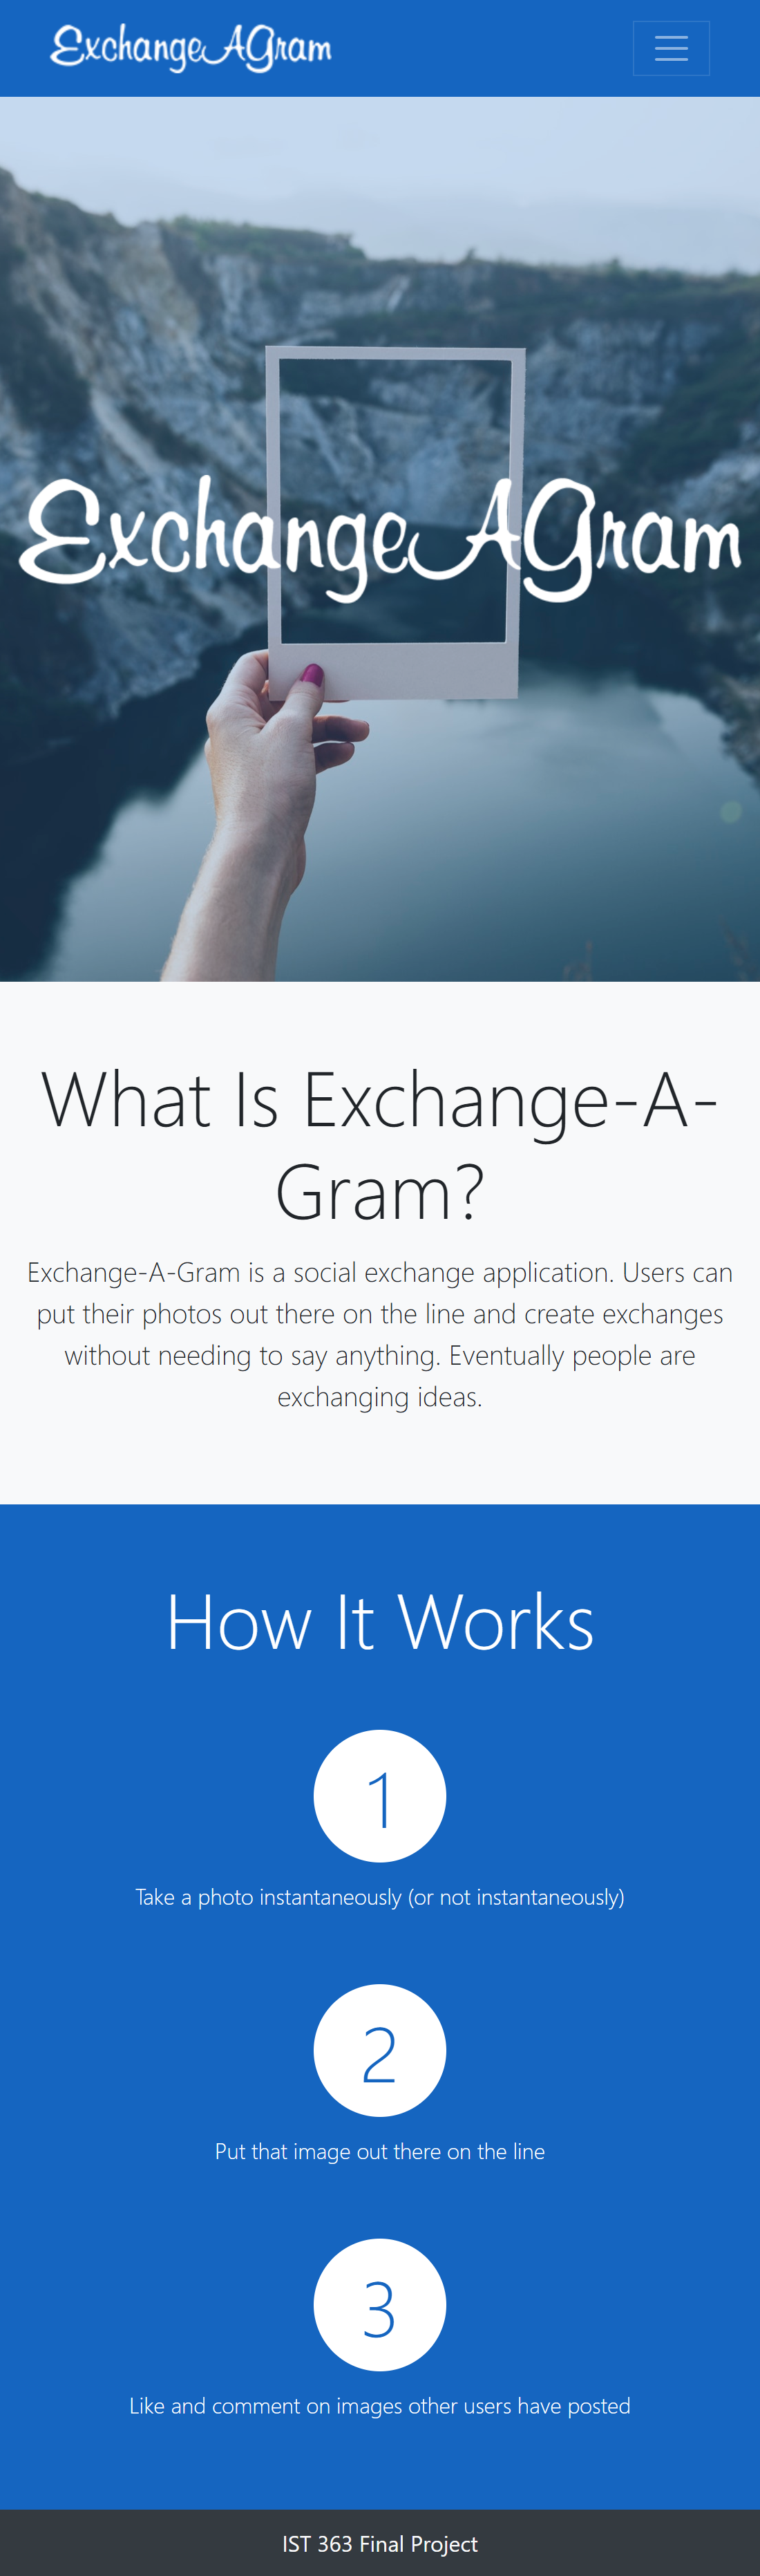 ExchangeAGram
ExchangeAGram
What Is Exchange-A-
Gram?
Exchange-A-Gram is a social exchange application. Users can
put their photos out there on the line and create exchanges
without needing to say anything. Eventually people are
exchanging ideas.
How It Works
1
Take a photo instantaneously (or not instantaneously)
2
Put that image out there on the line
3
Like and comment on images other users have posted
IST 363 Final Project